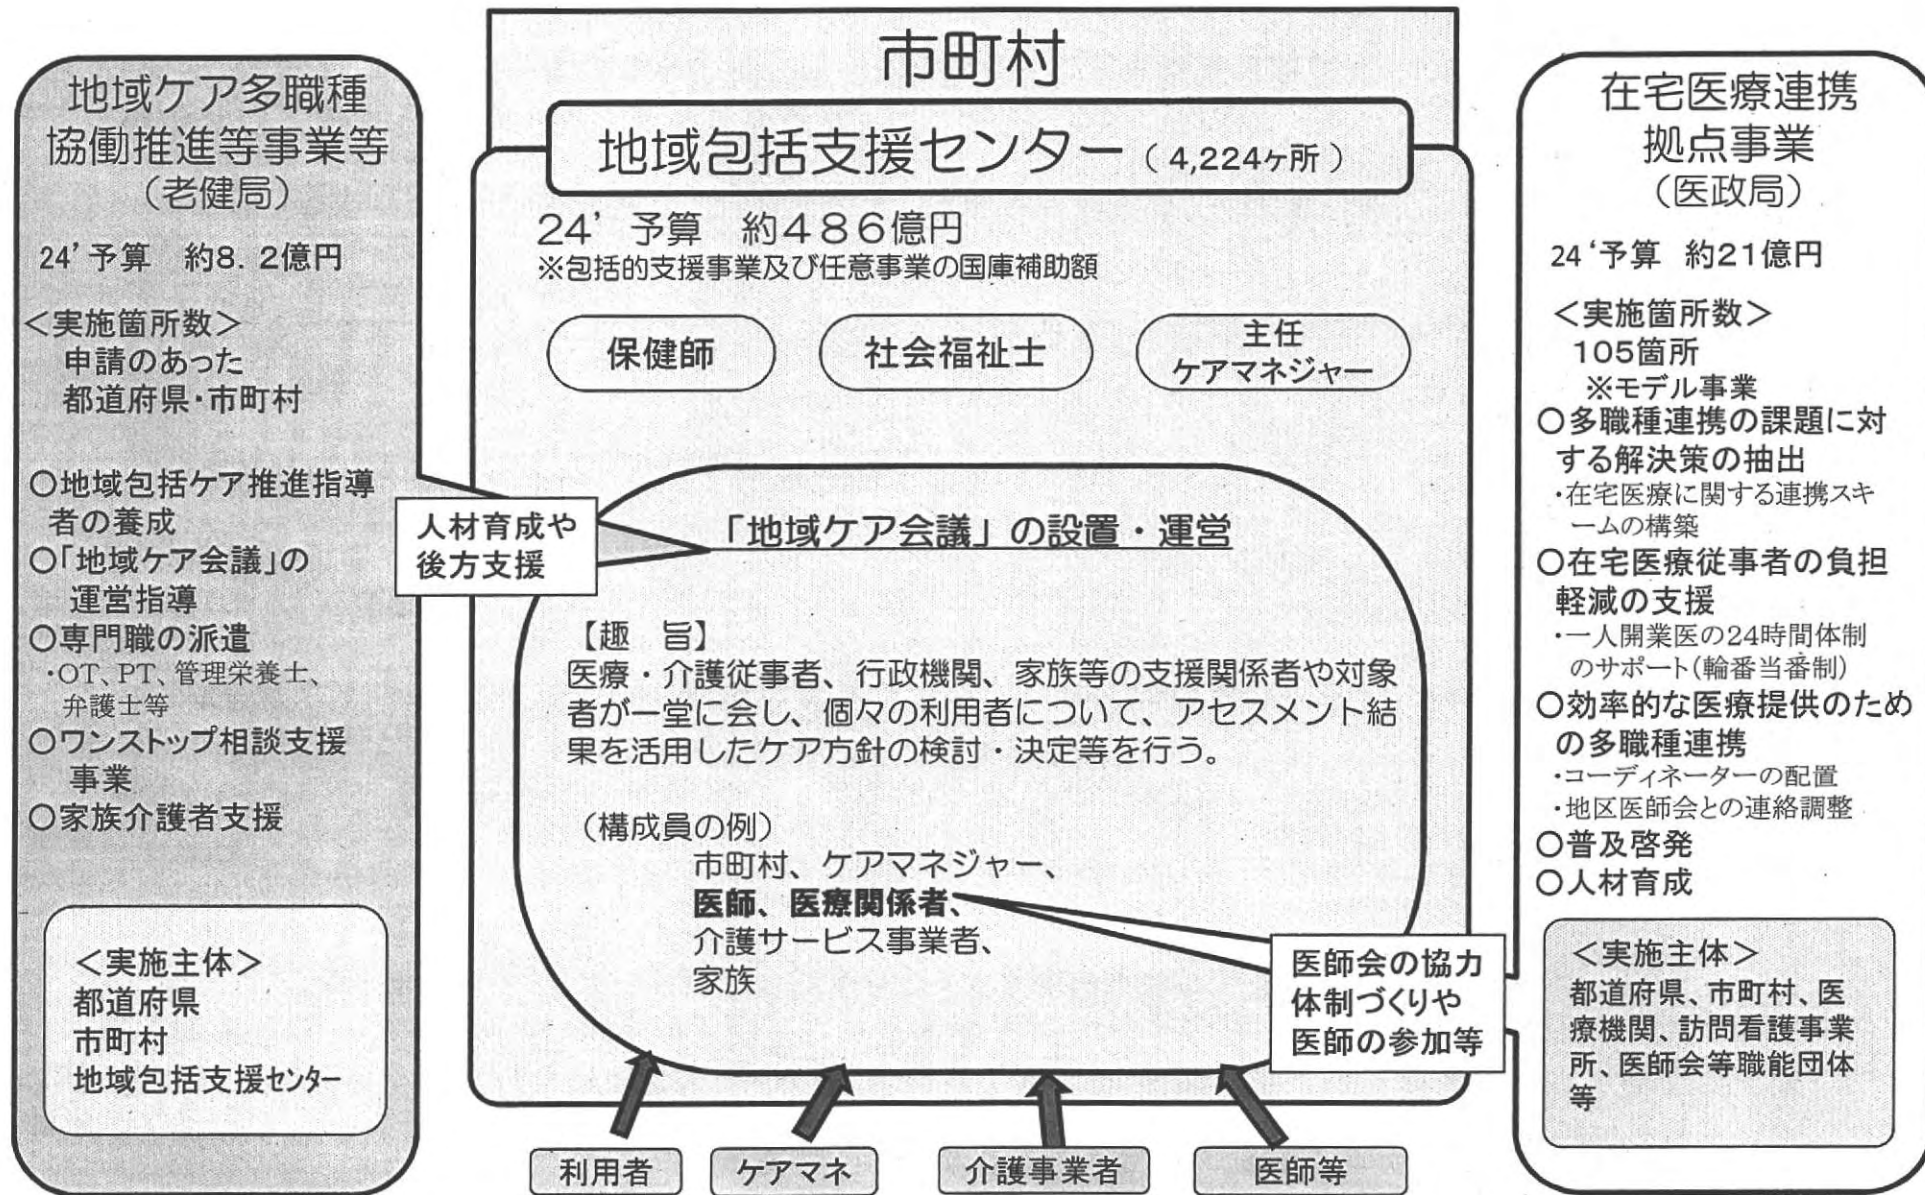 地域ケア多職種
協働推進等事業等
（老健局）
24’予算　約8．2億円
＜実施箇所数＞
申請のあった
都道府県・市町村
○地域包括ケア推進指導
者の養成
○「地域ケア会議」の
運営指導
○専門職の派遣
・OT、PT、管理栄養士、
弁護士等
○ワンストップ相談支援
事業
○家族介護者支援
＜実施主体＞
都道府県
市町村
地域包括支援センター
市町村
地域包括支援センター（4,224ヶ所）
24’予算　約４８６億円
※包括的支援事業及び任意事業の国庫補助額
保健師
社会福祉士
主任
ケアマネジャー
人材育成や
後方支援
「地域ケア会議」の設置・運営
【趣　旨】
医療・介護従事者、行政機関、家族等の支援関係者や対象
者が一堂に会し、個々の利用者について、アセスメント結
果を活用したケア方針の検討・決定等を行う。
（構成員の例）
市町村、ケアマネジャー、
医師、医療関係者、
介護サービス事業者、
家族
医師会の協力
体制づくりや
医師の参加等
利用者
ケアマネ
介護事業者
医師等
在宅医療連携
拠点事業
（医政局）
24‘予算　約21億円
＜実施箇所数＞
105箇所
※モデル事業
○多職種連携の課題に対
する解決策の抽出
・在宅医療に関する連携スキ
ームの構築
○在宅医療従事者の負担
軽減の支援
・一人開業医の24時間体制
のサポート（輪番当番制）
○効率的な医療提供のため
の多職種連携
・コーディネーターの配置
・地区医師会との連絡調整
○普及啓発
○人材育成
＜実施主体＞
都道府県、市町村、医
療機関、訪問看護事業
所、医師会等職能団体
等